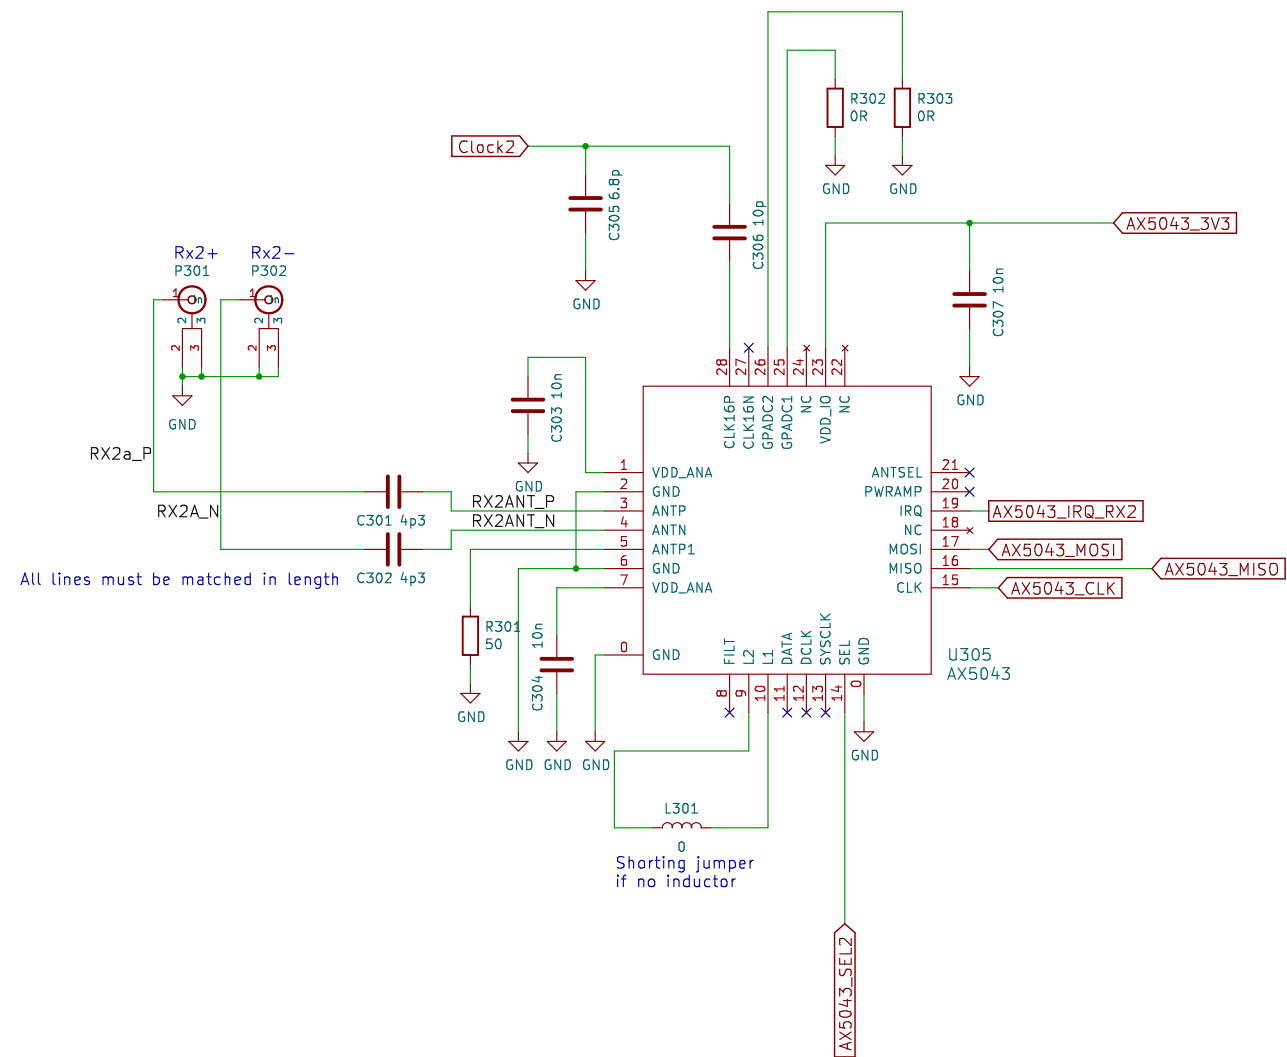 R302
0R
R303
0R
GND
GND
Clock2
C305 6.8p
GND
C306 10p
AX5043_3V3
C307 10n
GND
Rx2+
P301
1
In
2
3
2
3
Rx2-
P302
1
In
2
3
2
3
GND
RX2a_P
RX2A_N
C303 10n
GND
C301 4p3
C302 4p3
RX2ANT_P
RX2ANT_N
All lines must be matched in length
R301
50
GND
10n
C304
GND
GND
GND
28
27
26
25
24
23
22
CLK16P
CLK16N
GPADC2
GPADC1
NC
VDD_IO
NC
1 VDD_ANA
2 GND
3 ANTP
4 ANTN
5 ANTP1
6 GND
7 VDD_ANA
0 GND
ANTSEL 21
PWRAMP 20
IRQ 19
NC 18
MOSI 17
MISO 16
CLK 15
AX5043_IRQ_RX2
AX5043_MOSI
AX5043_MISO
AX5043_CLK
FILT
L2
L1
DATA
DCLK
SYSCLK
SEL
GND
8
9
10
11
12
13
14
0
U305
AX5043
GND
L301
0
Shorting jumper
if no inductor
AX5043_SEL2